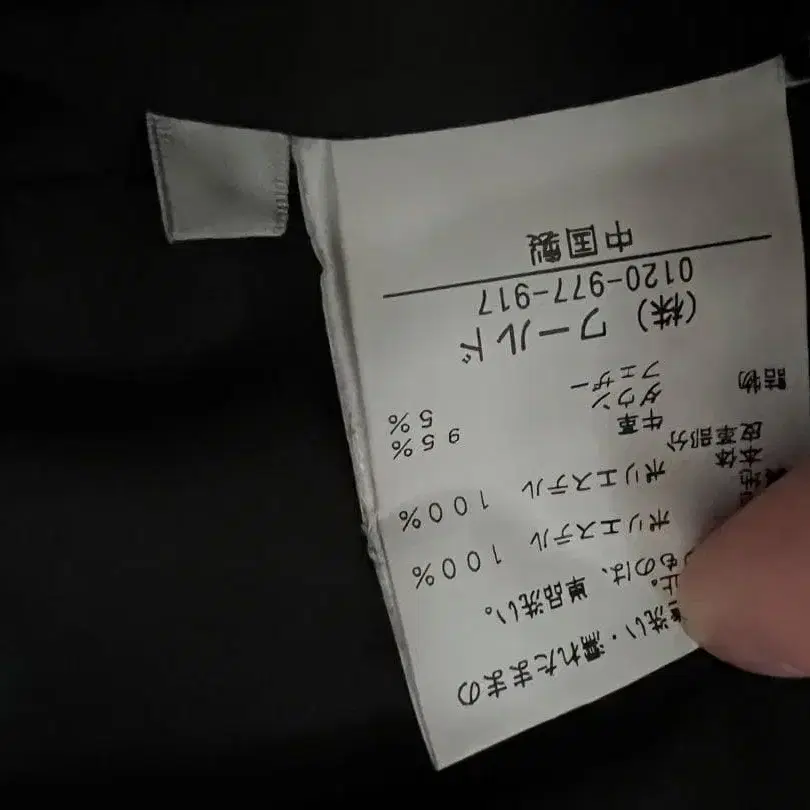 洗い・濡れたままの
止。
ものは、単品洗い。
ポリエステル 100%
地
本体 ポリエステル 100%
皮革部分 牛革
詰物 ダウン 95%
フェザー 5%
(株) ワールド
0120-977-917
中国製